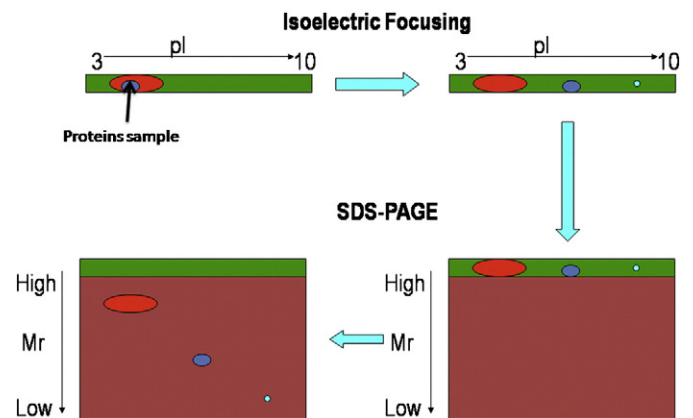 Isoelectric Focusing
pI
3 10
pI
3 10
Proteins sample
SDS-PAGE
High
Mr
Low
High
Mr
Low